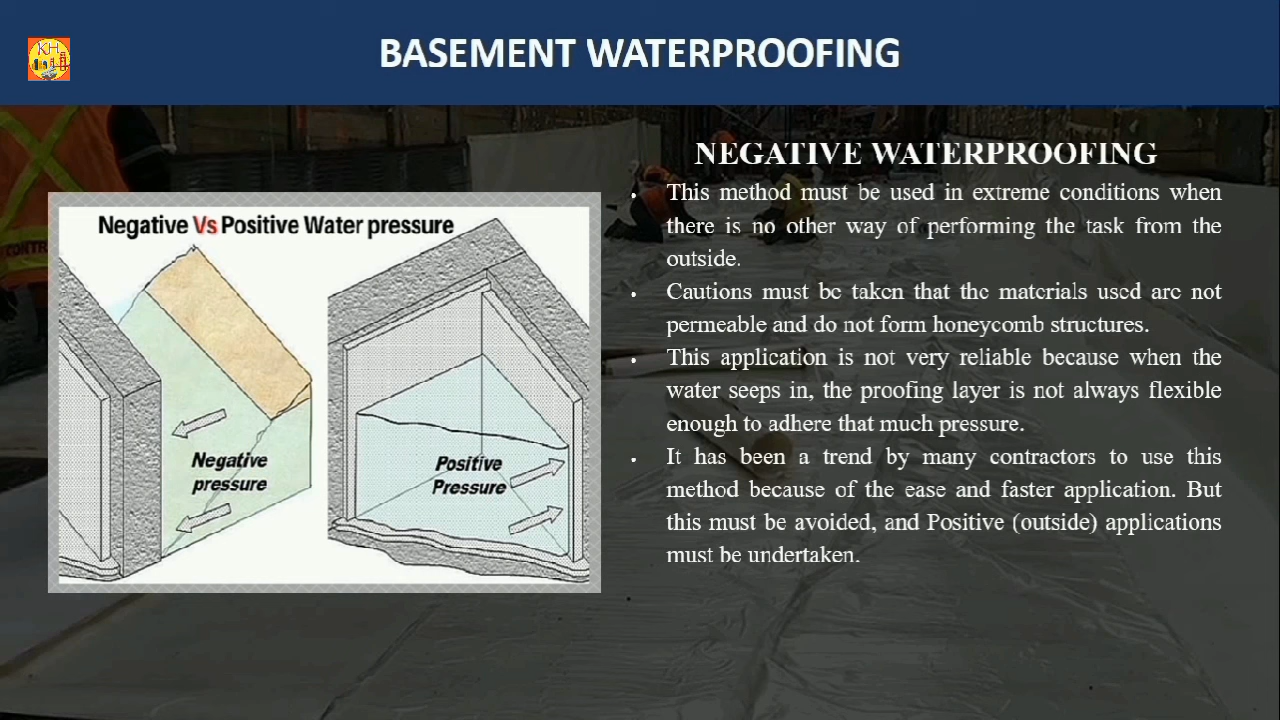 KH
BASEMENT WATERPROOFING
Negative Vs Positive Water pressure
Negative
pressure
Positive
Pressure
NEGATIVE WATERPROOFING
• This method must be used in extreme conditions when
there is no other way of performing the task from the
outside.
• Cautions must be taken that the materials used are not
permeable and do not form honeycomb structures.
• This application is not very reliable because when the
water seeps in, the proofing layer is not always flexible
enough to adhere that much pressure.
• It has been a trend by many contractors to use this
method because of the ease and faster application. But
this must be avoided, and Positive (outside) applications
must be undertaken.